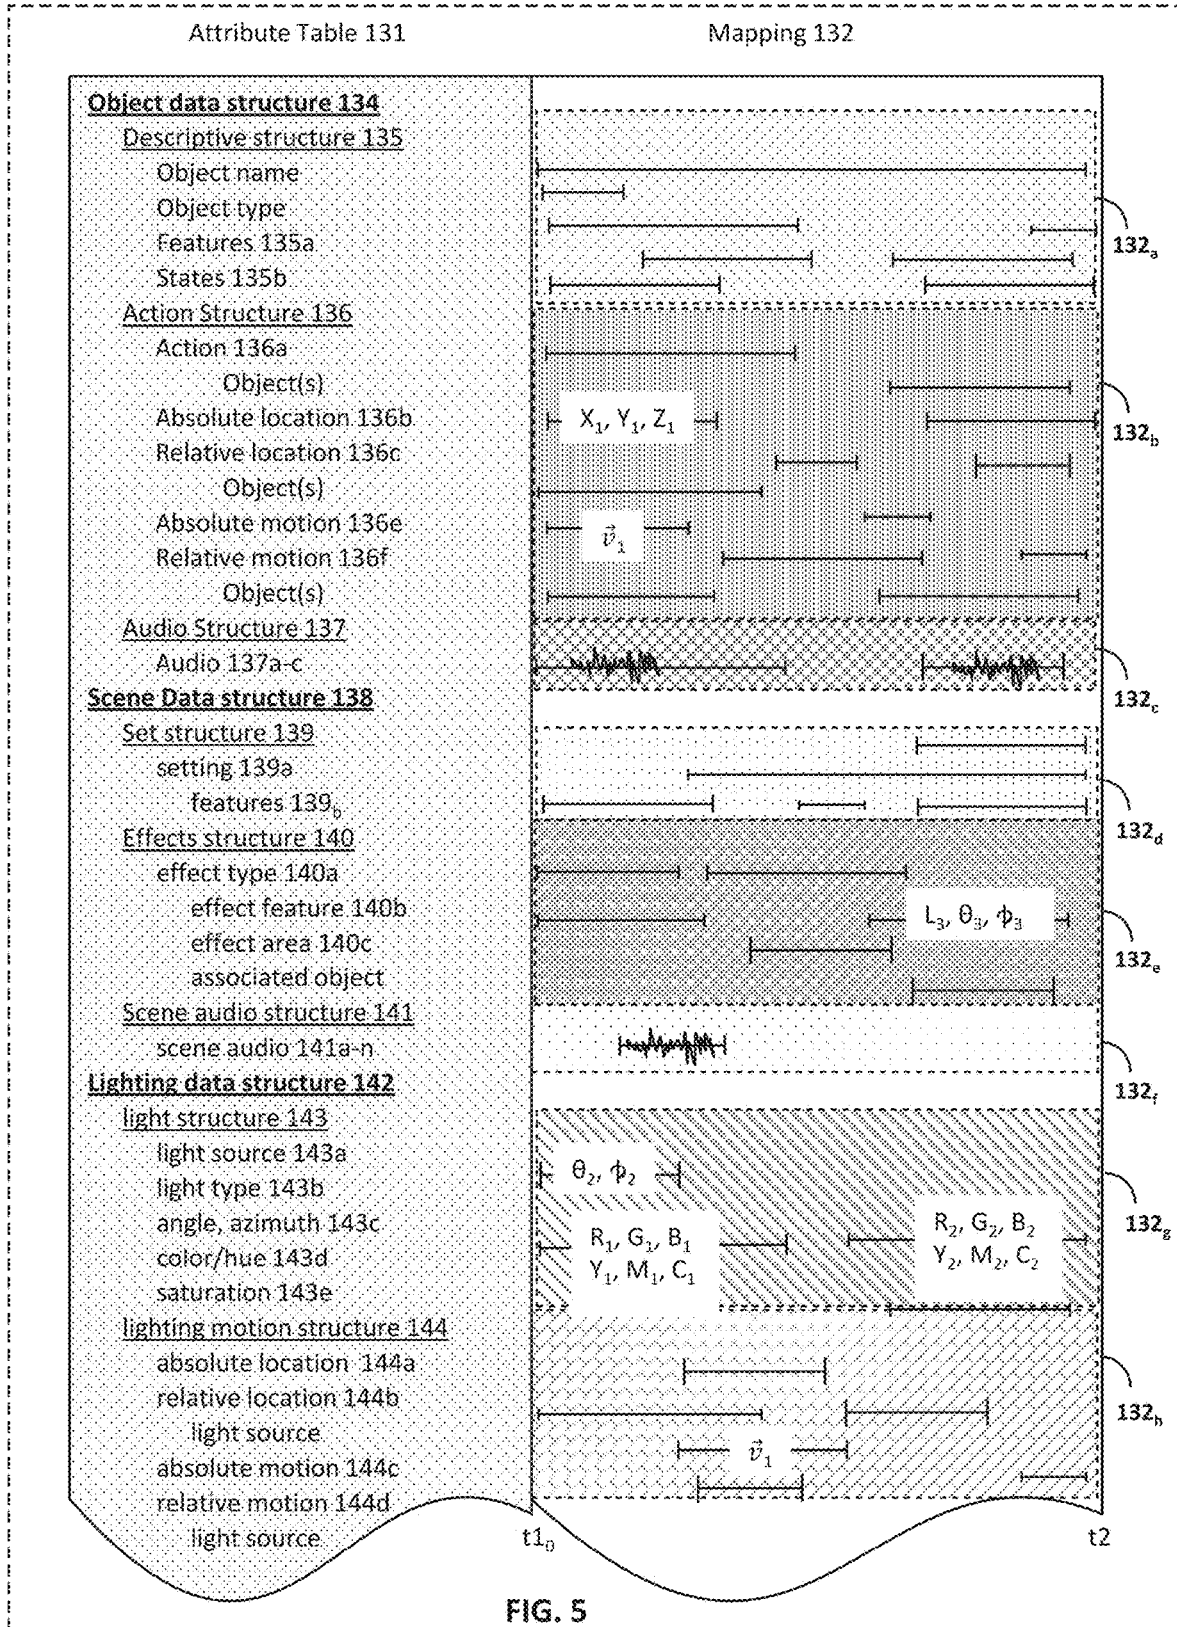 Attribute Table 131 Mapping 132
Object data structure 134
Descriptive structure 135
Object name
Object type
Features 135a
132a
States 135b
Action Structure 136
Action 136a
Object(s)
Absolute location 136b X1, Y1, Z1 132b
Relative location 136c
Object(s)
Absolute motion 136e
v⃗1
Relative motion 136f
Object(s)
Audio Structure 137
Audio 137a-c
Scene Data structure 138 132c
Set structure 139
setting 139a
features 139b
Effects structure 140 132d
effect type 140a
effect feature 140b L3, θ3, ϕ3
effect area 140c
132e
associated object
Scene audio structure 141
scene audio 141a-n
Lighting data structure 142 132f
light structure 143
light source 143a
θ2, ϕ2
light type 143b
angle, azimuth 143c R2, G2, B2 132g
color/hue 143d R1, G1, B1 Y2, M2, C2
Y1, M1, C1
saturation 143e
lighting motion structure 144
absolute location 144a
relative location 144b
132h
light source
absolute motion 144c v⃗1
relative motion 144d
light source t10 t2
FIG. 5